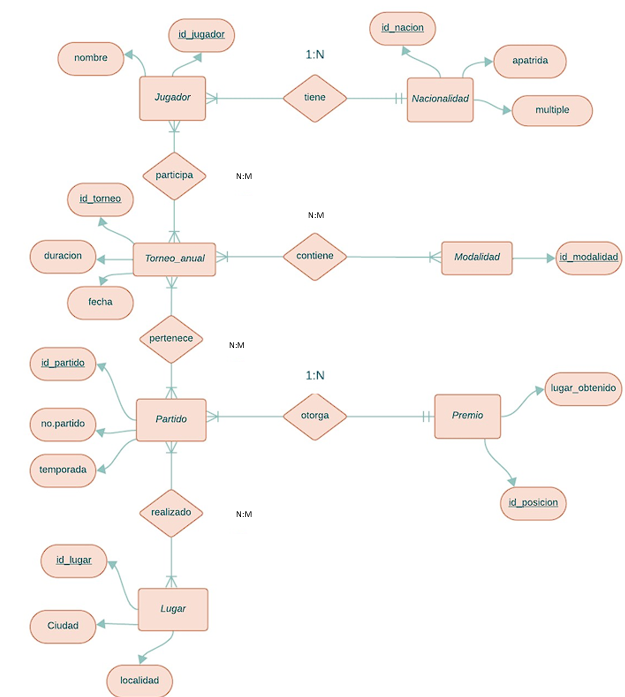 id_jugador
id_nacion
nombre
1:N
apatrida
Jugador
tiene
Nacionalidad
multiple
participa
N:M
id_torneo
N:M
duracion
Torneo_anual
contiene
Modalidad
id_modalidad
fecha
pertenece
N:M
id_partido
1:N
lugar_obtenido
no.partido
Partido
otorga
Premio
temporada
id_posicion
realizado
N:M
id_lugar
Ciudad
Lugar
localidad